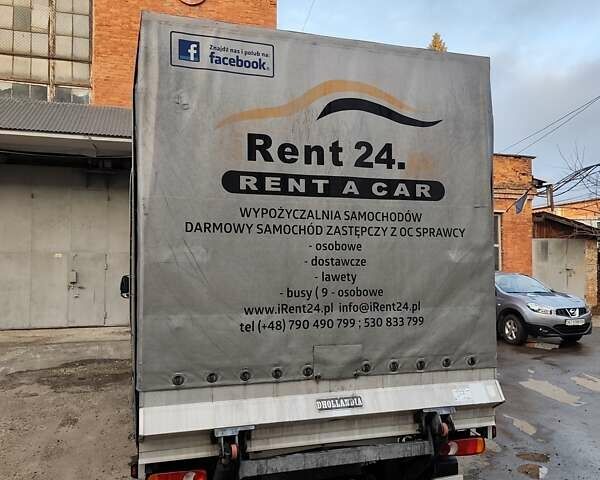 Znajdź nas i polub na:
facebook.
Rent 24.
RENT A CAR
WYPOŻYCZALNIA SAMOCHODÓW
DARMOWY SAMOCHÓD ZASTĘPCZY Z OC SPRAWCY
- osobowe
- dostawcze
- lawety
- busy ( 9 - osobowe
www.iRent24.pl info@iRent24.pl
tel (+48) 790 490 799 ; 530 833 799
DHOLLANDIA